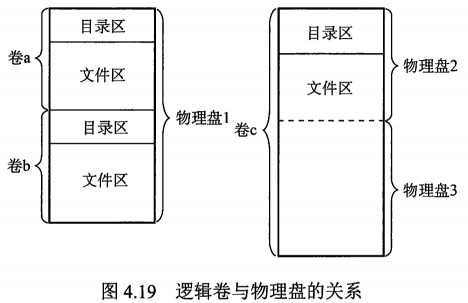 目录区
卷a
文件区
目录区
物理盘1
卷b
文件区
目录区
物理盘2
文件区
卷c
物理盘3
图 4.19 逻辑卷与物理盘的关系